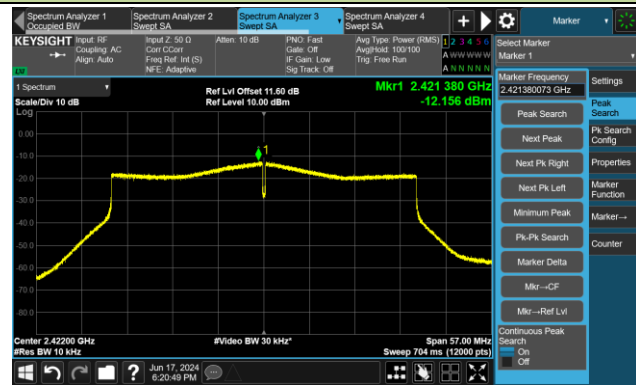 Spectrum Analyzer 1
Occupied BW
Spectrum Analyzer 2
Swept SA
Spectrum Analyzer 3
Swept SA
Spectrum Analyzer 4
Swept SA
Marker
KEYSIGHT
Input: RF
Coupling: AC
Align: Auto
Input Z: 50 Ω
Corr CCorr
Freq Ref: Int (S)
NFE: Adaptive
Atten: 10 dB
PNO: Fast
Gate: Off
IF Gain: Low
Sig Track: Off
Avg Type: Power (RMS)
Avg|Hold: 100/100
Trig: Free Run
1 2 3 4 5 6
A W W W W W
A N N N N N
LXI
Select Marker
Marker 1
1 Spectrum
Scale/Div 10 dB
Log
Ref Lvl Offset 11.60 dB
Ref Level 10.00 dBm
Mkr1 2.421 380 GHz
-12.156 dBm
0.00
-10.0
-20.0
-30.0
-40.0
-50.0
-60.0
-70.0
-80.0
1
Center 2.42200 GHz
#Res BW 10 kHz
#Video BW 30 kHz*
Span 57.00 MHz
Sweep 704 ms (12000 pts)
Marker Frequency
2.421380073 GHz
Peak Search
Next Peak
Next Pk Right
Next Pk Left
Minimum Peak
Pk-Pk Search
Marker Delta
Mkr→CF
Mkr→Ref Lvl
Continuous Peak
Search
On
Off
Settings
Peak
Search
Pk Search
Config
Properties
Marker
Function
Marker→
Counter
?
Jun 17, 2024
6:20:49 PM